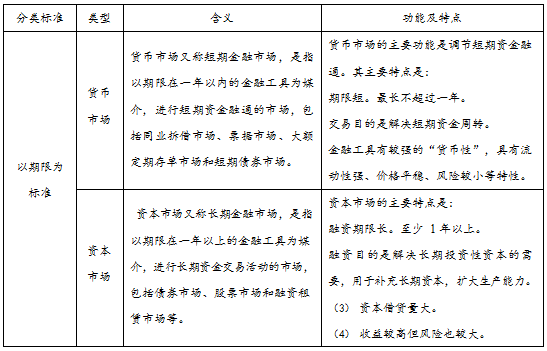 分类标准 类型 含义 功能及特点
以期限为
标准
货币
市场
货币市场又称短期金融市场，是指
以期限在一年以内的金融工具为媒
介，进行短期资金融通的市场，包
括同业拆借市场、票据市场、大额
定期存单市场和短期债券市场。
货币市场的主要功能是调节短期资金融
通。其主要特点是：
期限短。最长不超过一年。
交易目的是解决短期资金周转。
金融工具有较强的“货币性”，具有流
动性强、价格平稳、风险较小等特性。
资本
市场
资本市场又称长期金融市场，是指
以期限在一年以上的金融工具为媒
介，进行长期资金交易活动的市场，
包括债券市场、股票市场和融资租
赁市场等。
资本市场的主要特点是：
融资期限长。至少 1 年以上。
融资目的是解决长期投资性资本的需
要，用于补充长期资本，扩大生产能力。
（3） 资本借贷量大。
（4） 收益较高但风险也较大。